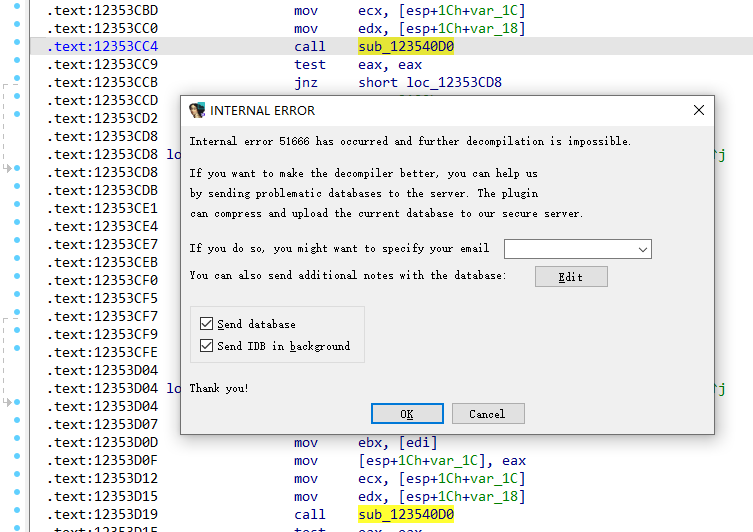 .text:12353CBD mov ecx, [esp+1Ch+var_1C]
.text:12353CC0 mov edx, [esp+1Ch+var_18]
.text:12353CC4 call sub_123540D0
.text:12353CC9 test eax, eax
.text:12353CCB jnz short loc_12353CD8
.text:12353CCD
.text:12353CD2
.text:12353CD8
.text:12353CD8 lo
.text:12353CD8
.text:12353CDB
.text:12353CE1
.text:12353CE4
.text:12353CE7
.text:12353CEB
.text:12353CF0
.text:12353CF5
.text:12353CF7
.text:12353CF9
.text:12353CFE
.text:12353D04
.text:12353D04 lo
.text:12353D04
.text:12353D07
.text:12353D0D mov ebx, [edi]
.text:12353D0F mov [esp+1Ch+var_1C], eax
.text:12353D12 mov ecx, [esp+1Ch+var_1C]
.text:12353D15 mov edx, [esp+1Ch+var_18]
.text:12353D19 call sub_123540D0
.text:12353D1E test eax, eax
INTERNAL ERROR
Internal error 51666 has occurred and further decompilation is impossible.
If you want to make the decompiler better, you can help us
by sending problematic databases to the server. The plugin
can compress and upload the current database to our secure server.
If you do so, you might want to specify your email
You can also send additional notes with the database: Edit
Send database
Send IDB in background
Thank you!
OK Cancel